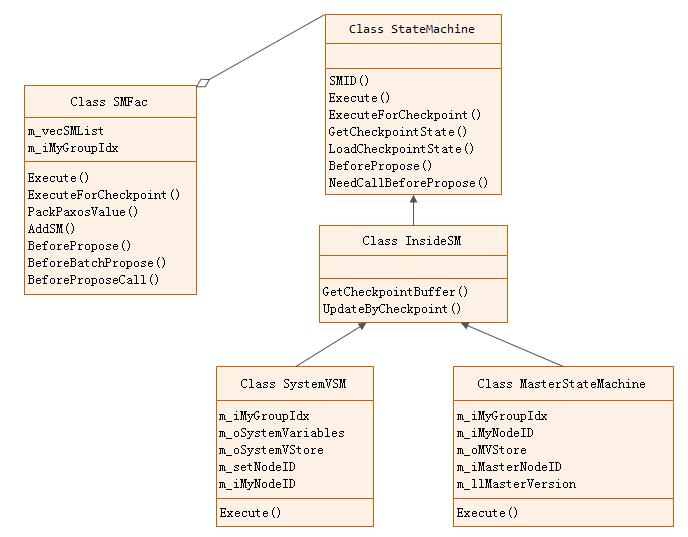 Class StateMachine
SMID()
Execute()
ExecuteForCheckpoint()
GetCheckpointState()
LoadCheckpointState()
BeforePropose()
NeedCallBeforePropose()
Class SMFac
m_vecSMList
m_iMyGroupIdx
Execute()
ExecuteForCheckpoint()
PackPaxosValue()
AddSM()
BeforePropose()
BeforeBatchPropose()
BeforeProposeCall()
Class InsideSM
GetCheckpointBuffer()
UpdateByCheckpoint()
Class SystemVSM
m_iMyGroupIdx
m_oSystemVariables
m_oSystemVStore
m_setNodeID
m_iMyNodeID
Execute()
Class MasterStateMachine
m_iMyGroupIdx
m_iMyNodeID
m_oMVStore
m_iMasterNodeID
m_llMasterVersion
Execute()